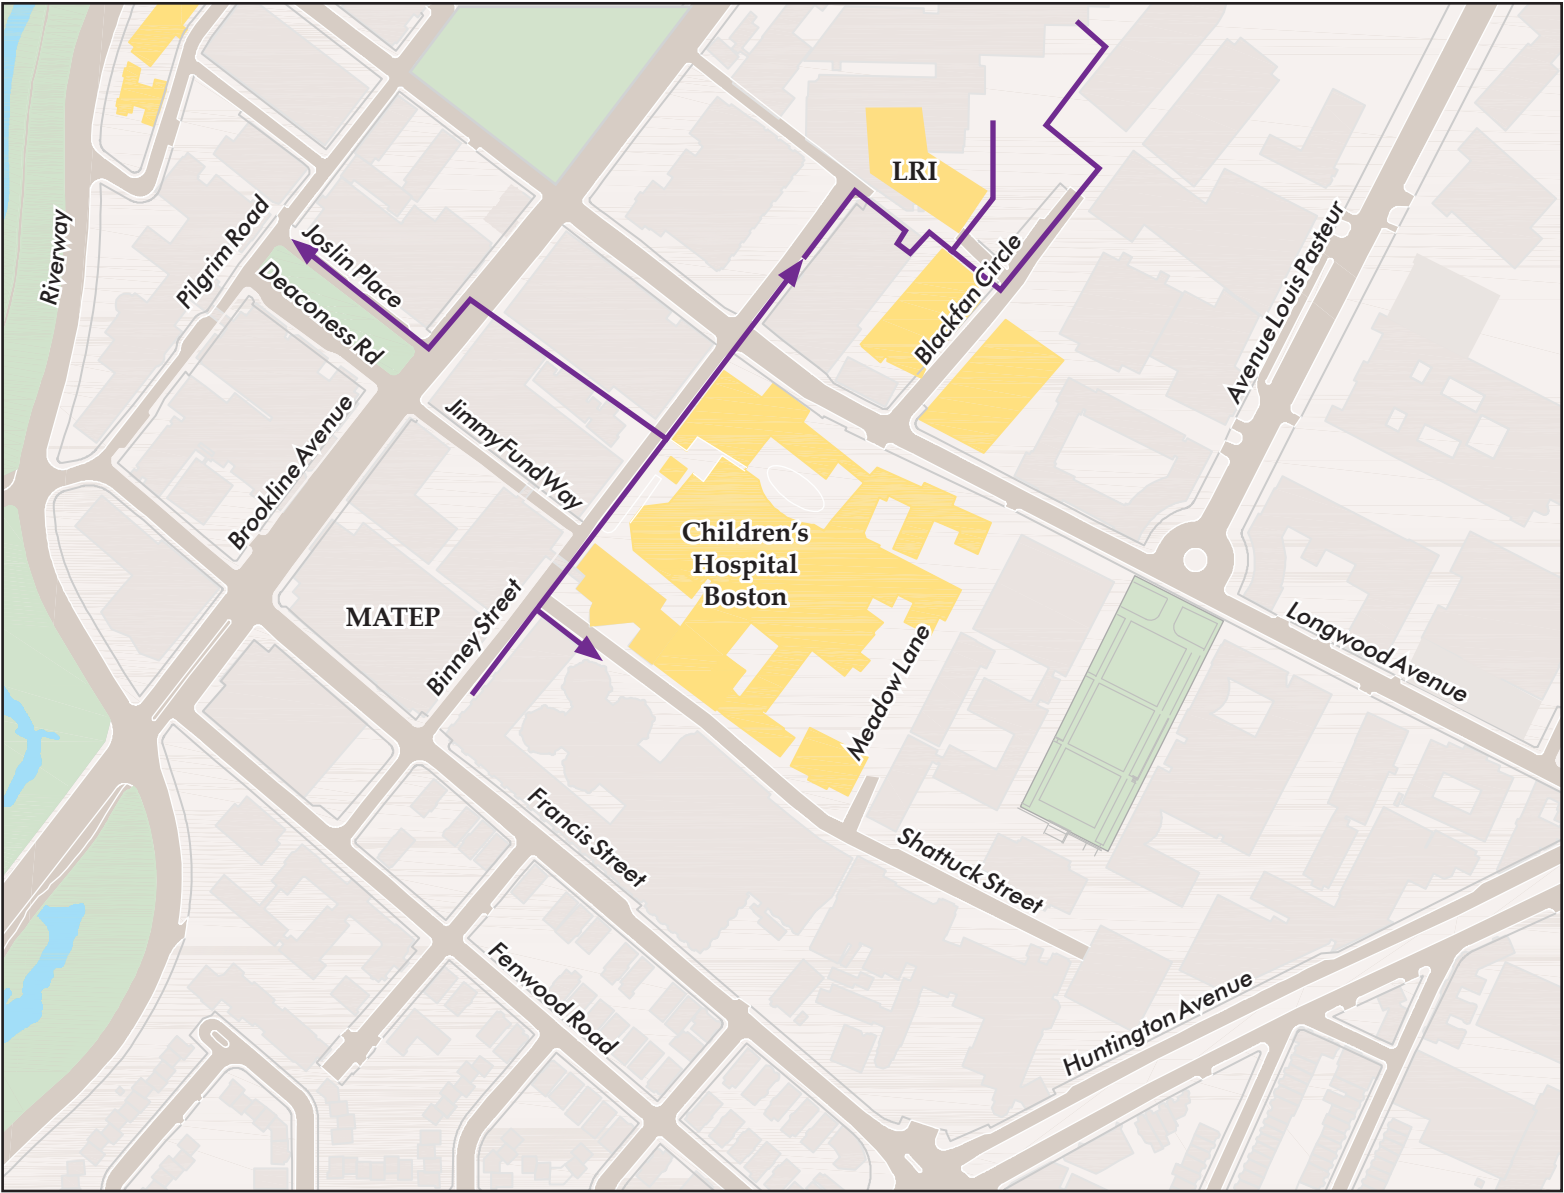 LRI
Riverway
Pilgrim Road
Joslin Place
Deaconess Rd
Blackfan Circle
Avenue Louis Pasteur
Brookline Avenue
Jimmy Fund Way
Children's
Hospital
Boston
MATEP
Binney Street
Meadow Lane
Longwood Avenue
Francis Street
Shattuck Street
Fenwood Road
Huntington Avenue